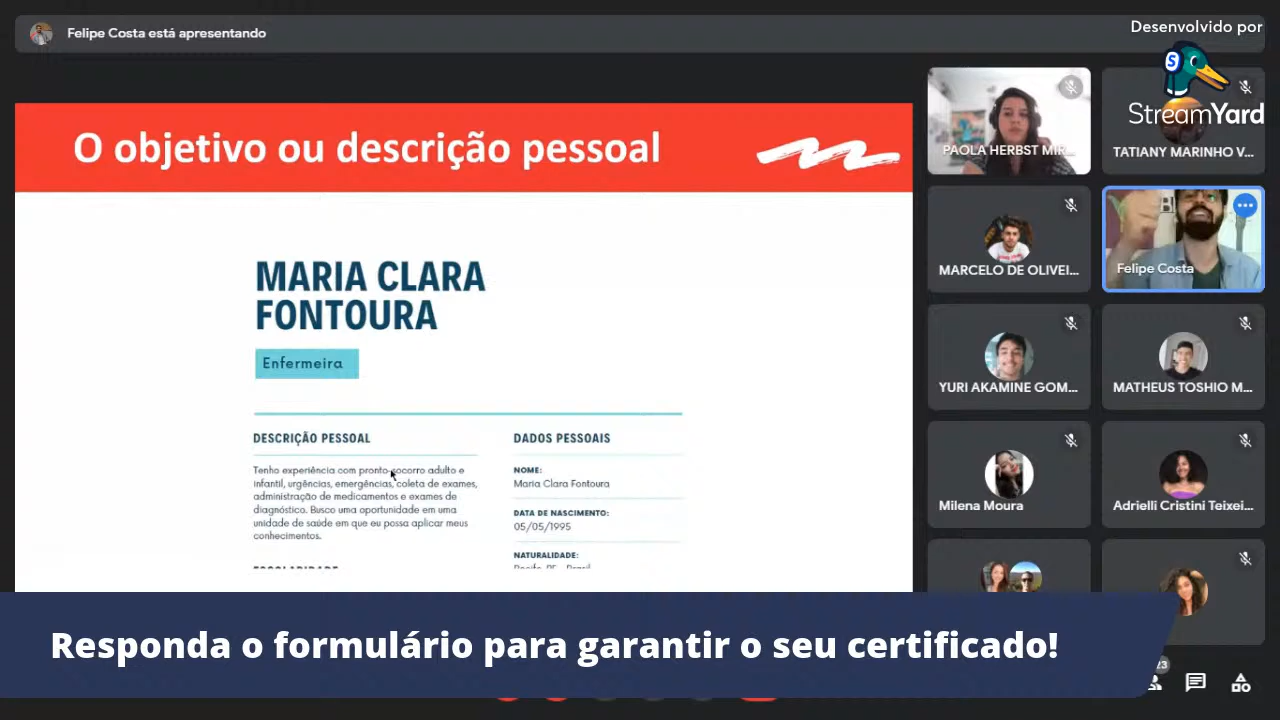 Felipe Costa está apresentando
Desenvolvido por
StreamYard
O objetivo ou descrição pessoal
MARIA CLARA
FONTOURA
Enfermeira
DESCRIÇÃO PESSOAL
Tenho experiência com pronto-socorro adulto e
infantil, urgências, emergências, coleta de exames,
administração de medicamentos e exames de
diagnóstico. Busco uma oportunidade em uma
unidade de saúde em que eu possa aplicar meus
conhecimentos.
DADOS PESSOAIS
NOME:
Maria Clara Fontoura
DATA DE NASCIMENTO:
05/05/1995
NATURALIDADE:
PAOLA HERBST MIR...
TATIANY MARINHO V...
MARCELO DE OLIVEI...
Felipe Costa
YURI AKAMINE GOM...
MATHEUS TOSHIO M...
Milena Moura
Adrielli Cristini Teixei...
Responda o formulário para garantir o seu certificado!